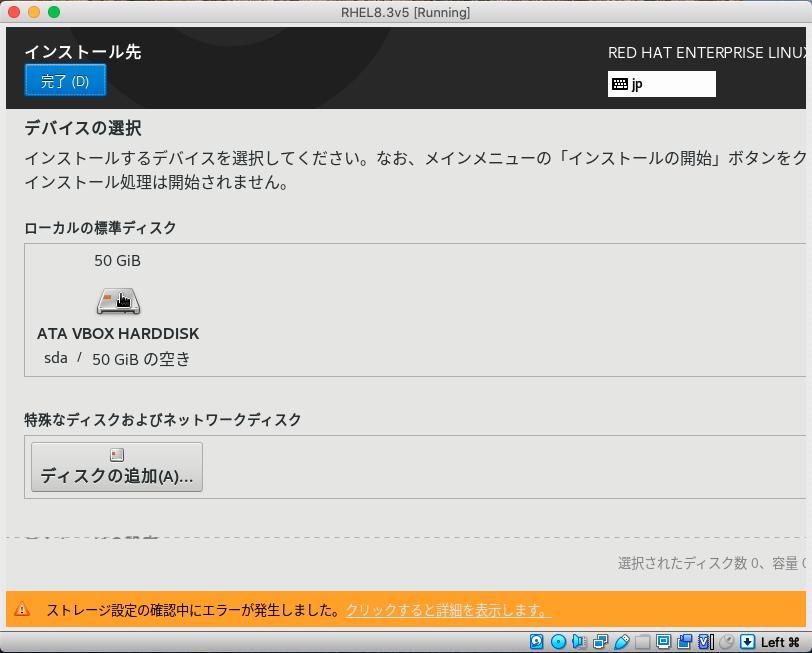 RHEL8.3v5 [Running]
インストール先
RED HAT ENTERPRISE LINUX
完了 (D)
jp
デバイスの選択
インストールするデバイスを選択してください。なお、メインメニューの「インストールの開始」ボタンをク
インストール処理は開始されません。
ローカルの標準ディスク
50 GiB
ATA VBOX HARDDISK
sda / 50 GiB の空き
特殊なディスクおよびネットワークディスク
ディスクの追加(A)...
選択されたディスク数 0、容量 0
ストレージ設定の確認中にエラーが発生しました。クリックすると詳細を表示します。
Left ⌘